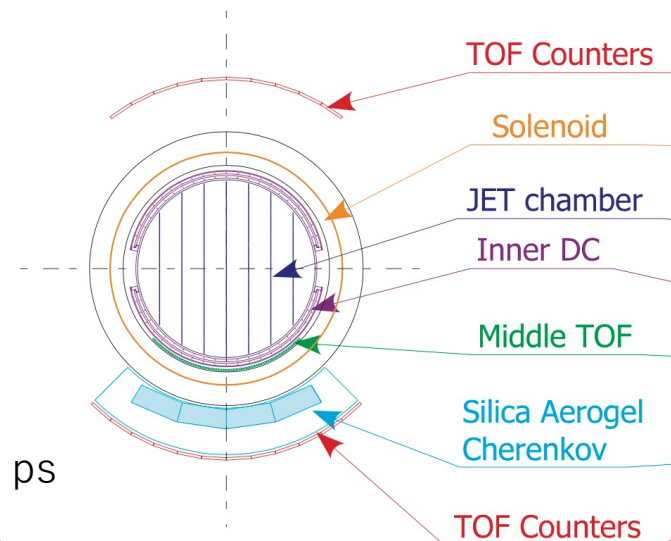 TOF Counters
Solenoid
JET chamber
Inner DC
Middle TOF
Silica Aerogel
Cherenkov
ps
TOF Counters